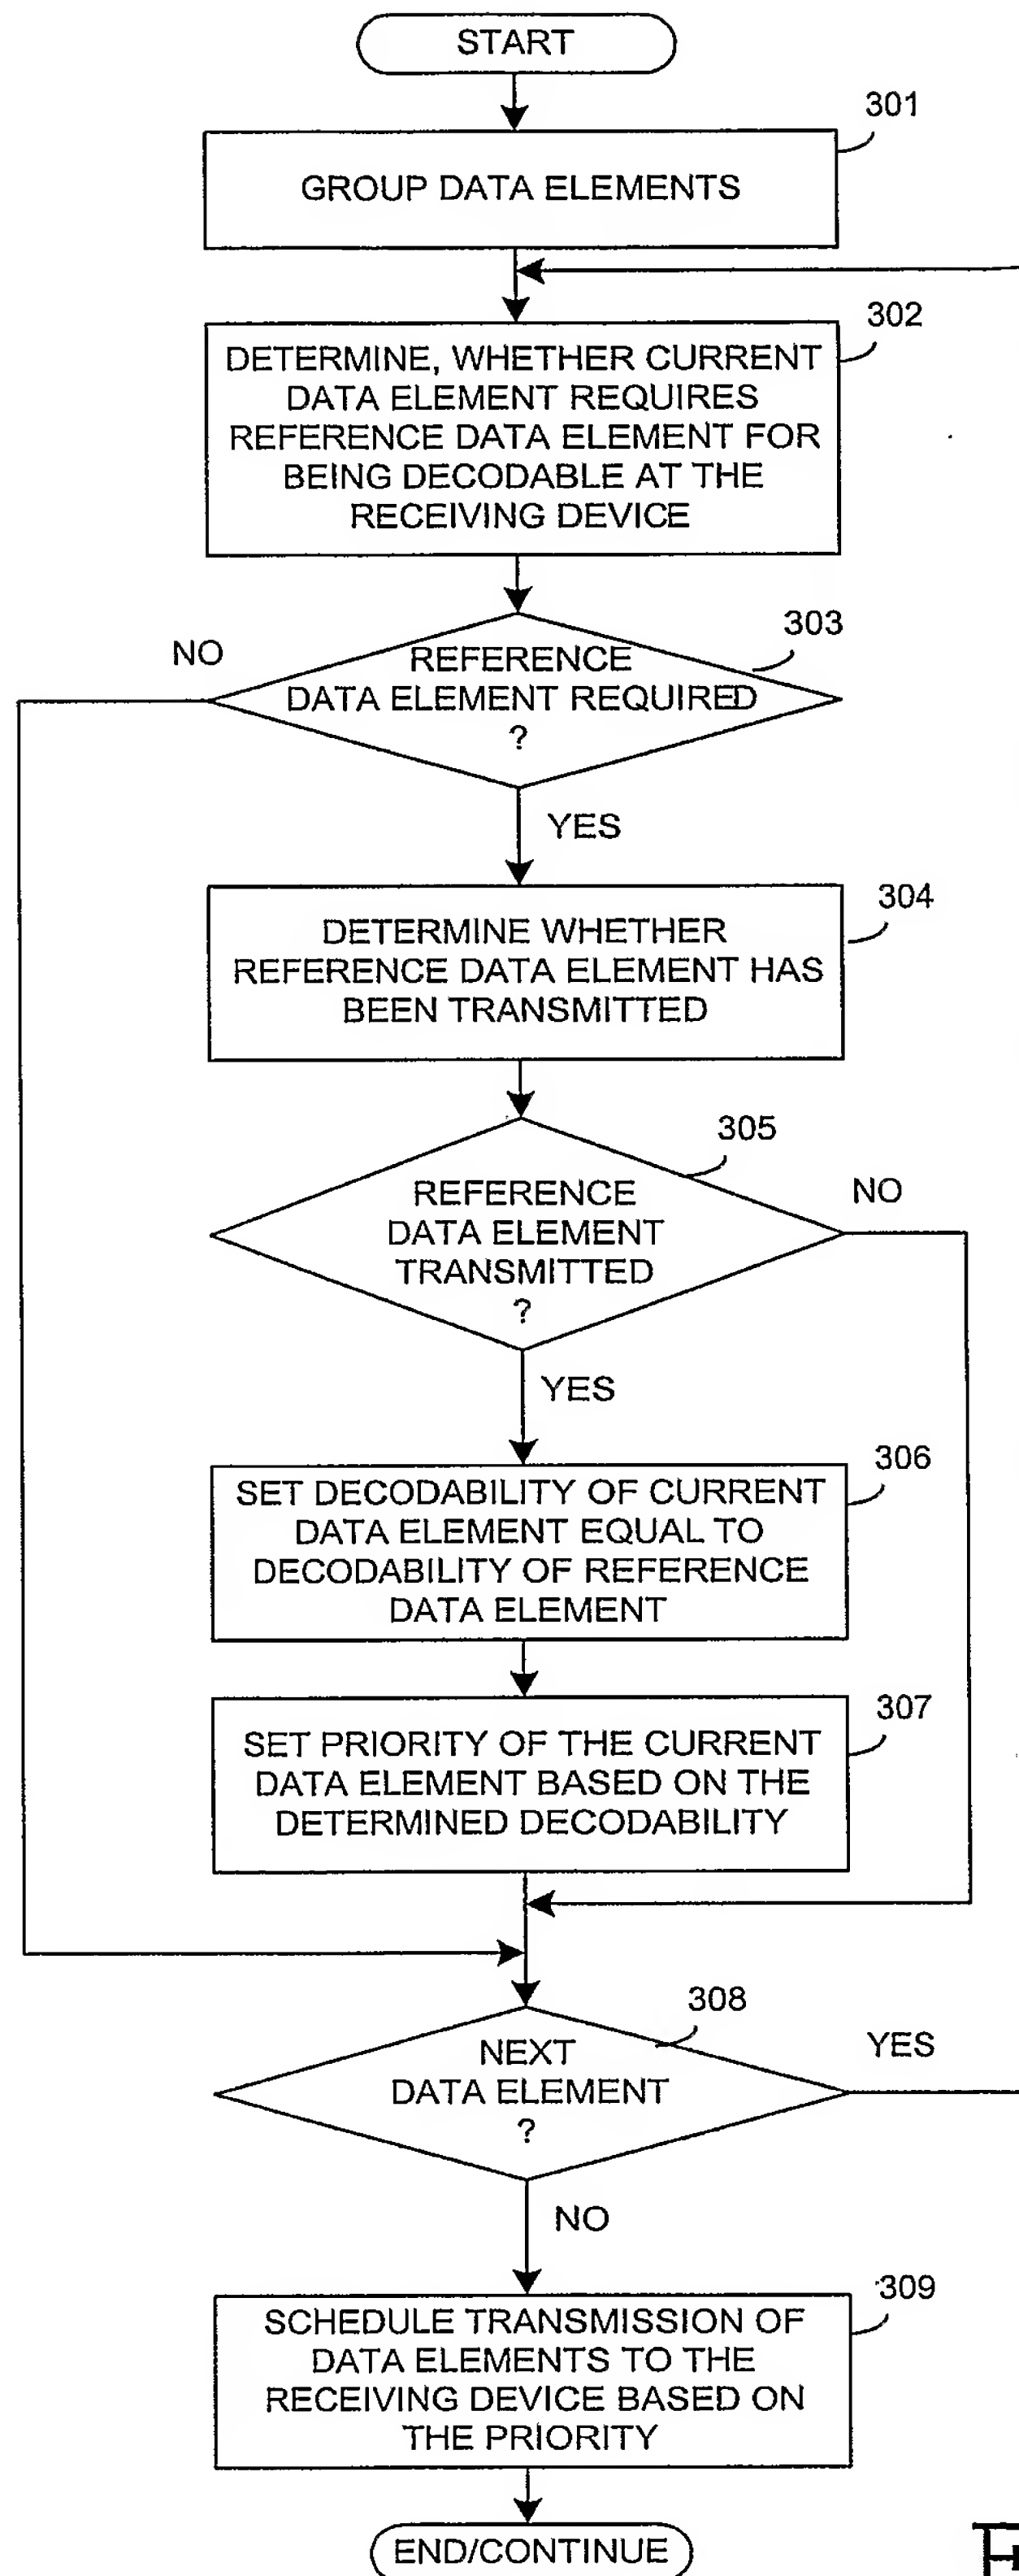 START
301
GROUP DATA ELEMENTS
302
DETERMINE, WHETHER CURRENT
DATA ELEMENT REQUIRES
REFERENCE DATA ELEMENT FOR
BEING DECODABLE AT THE
RECEIVING DEVICE
303
NO
REFERENCE
DATA ELEMENT REQUIRED
?
YES
304
DETERMINE WHETHER
REFERENCE DATA ELEMENT HAS
BEEN TRANSMITTED
305
NO
REFERENCE
DATA ELEMENT
TRANSMITTED
?
YES
306
SET DECODABILITY OF CURRENT
DATA ELEMENT EQUAL TO
DECODABILITY OF REFERENCE
DATA ELEMENT
307
SET PRIORITY OF THE CURRENT
DATA ELEMENT BASED ON THE
DETERMINED DECODABILITY
308
YES
NEXT
DATA ELEMENT
?
NO
309
SCHEDULE TRANSMISSION OF
DATA ELEMENTS TO THE
RECEIVING DEVICE BASED ON
THE PRIORITY
END/CONTINUE